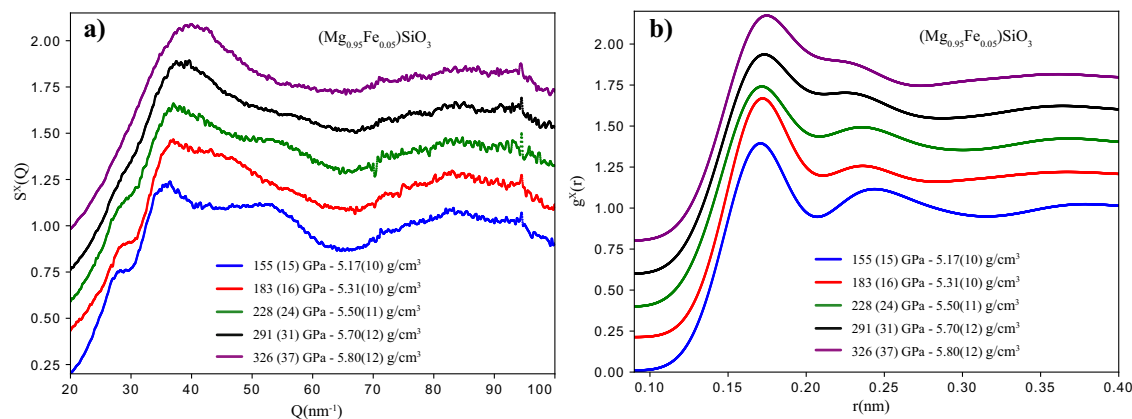 a)
(Mg0.95Fe0.05)SiO3
2.00
1.75
1.50
1.25
1.00
0.75
0.50
0.25
S^X(Q)
155 (15) GPa - 5.17(10) g/cm³
183 (16) GPa - 5.31(10) g/cm³
228 (24) GPa - 5.50(11) g/cm³
291 (31) GPa - 5.70(12) g/cm³
326 (37) GPa - 5.80(12) g/cm³
20 30 40 50 60 70 80 90 100
Q(nm⁻¹)
b)
(Mg0.95Fe0.05)SiO3
2.00
1.75
1.50
1.25
1.00
0.75
0.50
0.25
0.00
g^X(r)
155 (15) GPa - 5.17(10) g/cm³
183 (16) GPa - 5.31(10) g/cm³
228 (24) GPa - 5.50(11) g/cm³
291 (31) GPa - 5.70(12) g/cm³
326 (37) GPa - 5.80(12) g/cm³
0.10 0.15 0.20 0.25 0.30 0.35 0.40
r(nm)